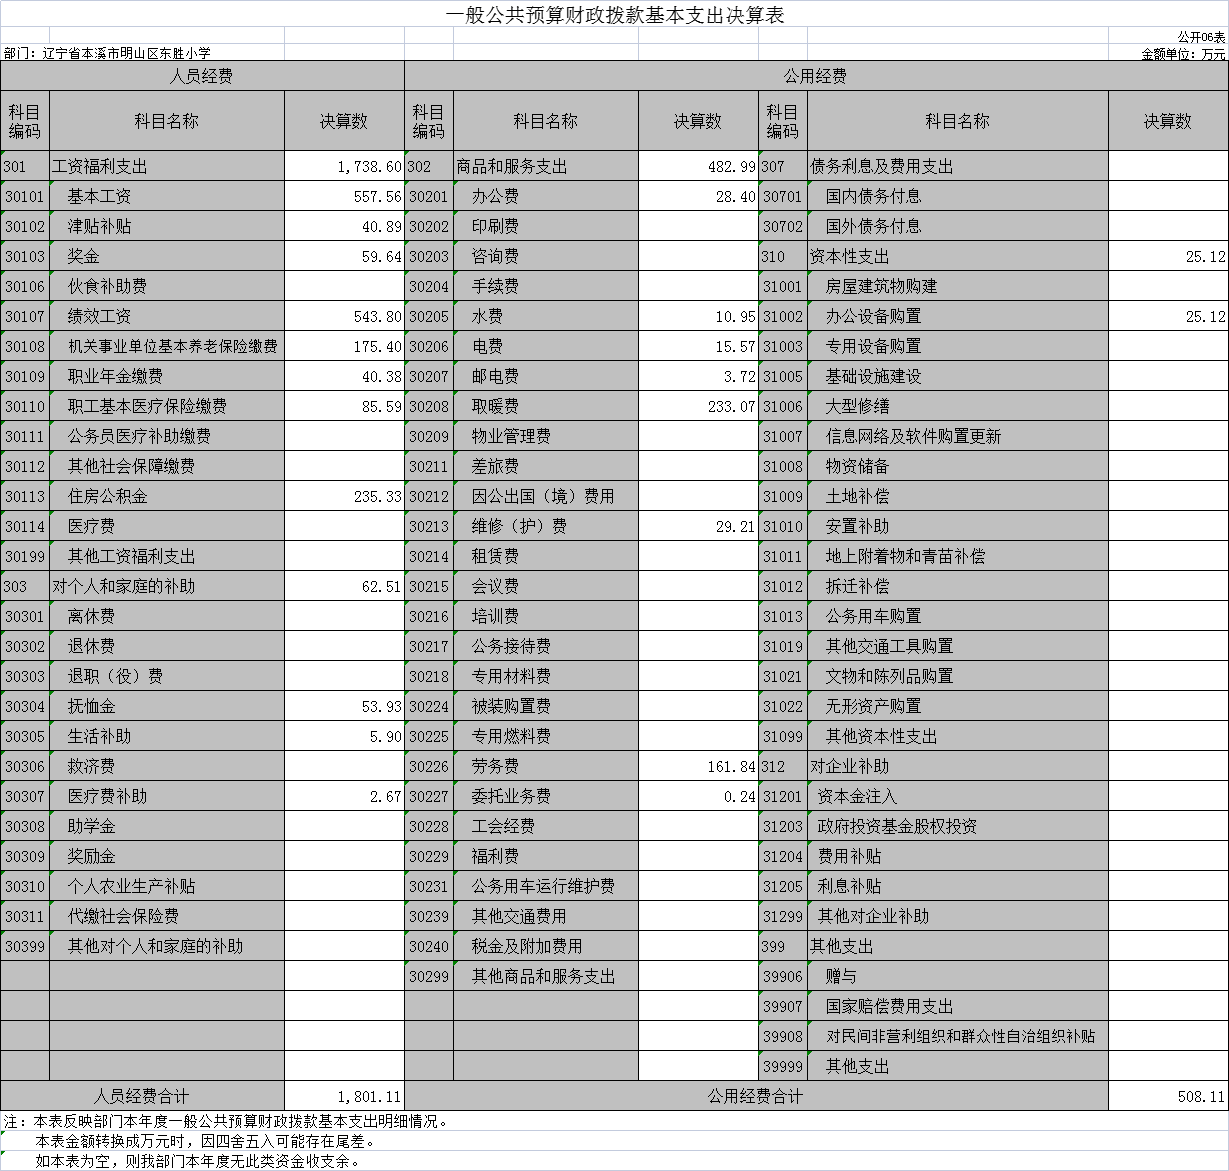 一般公共预算财政拨款基本支出决算表
公开06表
部门：辽宁省本溪市明山区东胜小学 金额单位：万元
人员经费 公用经费
科目编码 科目名称 决算数 科目编码 科目名称 决算数 科目编码 科目名称 决算数
301 工资福利支出 1,738.60 302 商品和服务支出 482.99 307 债务利息及费用支出
30101 基本工资 557.56 30201 办公费 28.40 30701 国内债务付息
30102 津贴补贴 40.89 30202 印刷费 30702 国外债务付息
30103 奖金 59.64 30203 咨询费 310 资本性支出 25.12
30106 伙食补助费 30204 手续费 31001 房屋建筑物购建
30107 绩效工资 543.80 30205 水费 10.95 31002 办公设备购置 25.12
30108 机关事业单位基本养老保险缴费 175.40 30206 电费 15.57 31003 专用设备购置
30109 职业年金缴费 40.38 30207 邮电费 3.72 31005 基础设施建设
30110 职工基本医疗保险缴费 85.59 30208 取暖费 233.07 31006 大型修缮
30111 公务员医疗补助缴费 30209 物业管理费 31007 信息网络及软件购置更新
30112 其他社会保障缴费 30211 差旅费 31008 物资储备
30113 住房公积金 235.33 30212 因公出国（境）费用 31009 土地补偿
30114 医疗费 30213 维修（护）费 29.21 31010 安置补助
30199 其他工资福利支出 30214 租赁费 31011 地上附着物和青苗补偿
303 对个人和家庭的补助 62.51 30215 会议费 31012 拆迁补偿
30301 离休费 30216 培训费 31013 公务用车购置
30302 退休费 30217 公务接待费 31019 其他交通工具购置
30303 退职（役）费 30218 专用材料费 31021 文物和陈列品购置
30304 抚恤金 53.93 30224 被装购置费 31022 无形资产购置
30305 生活补助 5.90 30225 专用燃料费 31099 其他资本性支出
30306 救济费 30226 劳务费 161.84 312 对企业补助
30307 医疗费补助 2.67 30227 委托业务费 0.24 31201 资本金注入
30308 助学金 30228 工会经费 31203 政府投资基金股权投资
30309 奖励金 30229 福利费 31204 费用补贴
30310 个人农业生产补贴 30231 公务用车运行维护费 31205 利息补贴
30311 代缴社会保险费 30239 其他交通费用 31299 其他对企业补助
30399 其他对个人和家庭的补助 30240 税金及附加费用 399 其他支出
30299 其他商品和服务支出 39906 赠与
39907 国家赔偿费用支出
39908 对民间非营利组织和群众性自治组织补贴
39999 其他支出
人员经费合计 1,801.11 公用经费合计 508.11
注：本表反映部门本年度一般公共预算财政拨款基本支出明细情况。
本表金额转换成万元时，因四舍五入可能存在尾差。
如本表为空，则我部门本年度无此类资金收支余。